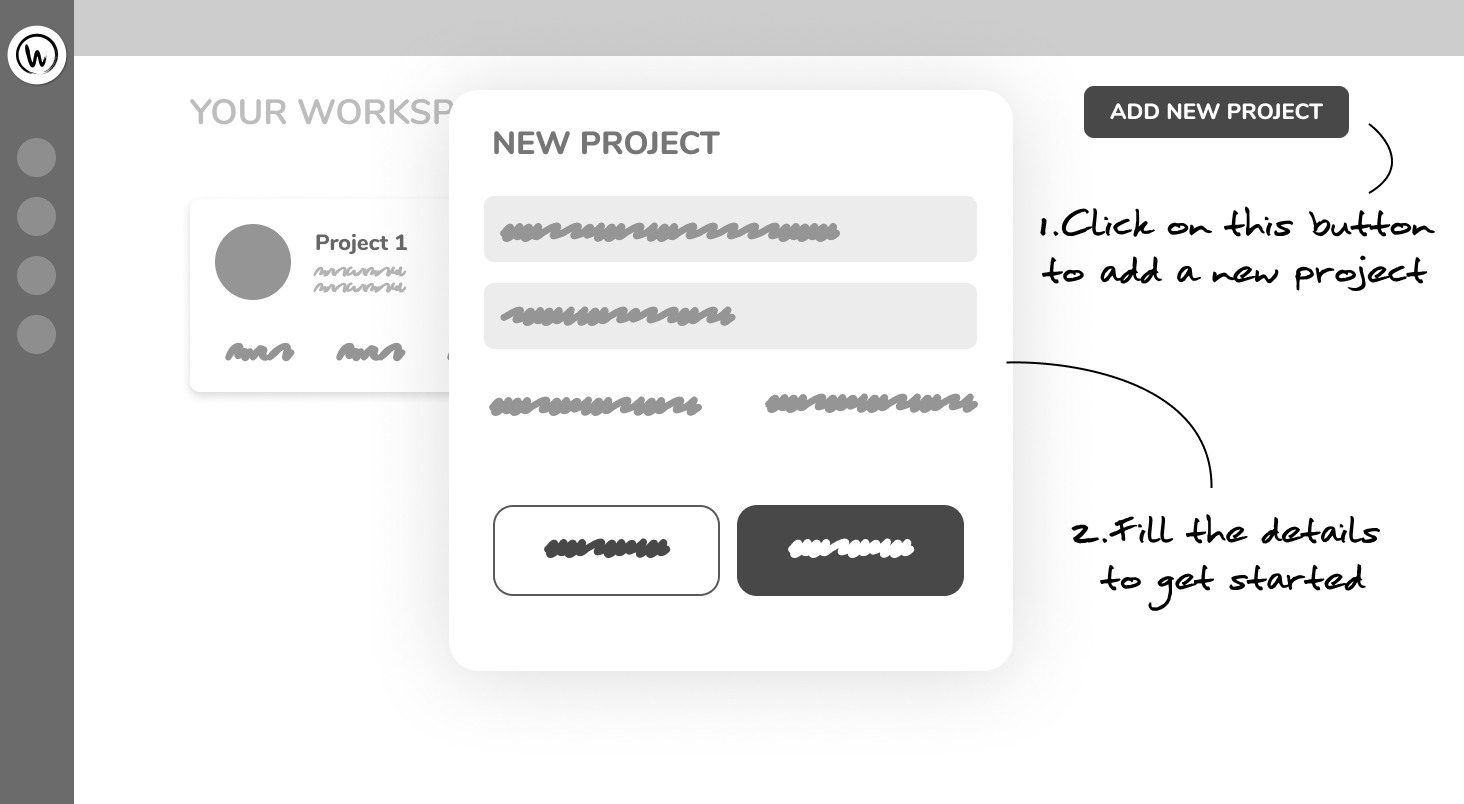 W
YOUR WORKSP
ADD NEW PROJECT
NEW PROJECT
Project 1
1.Click on this button
to add a new project
2.Fill the details
to get started